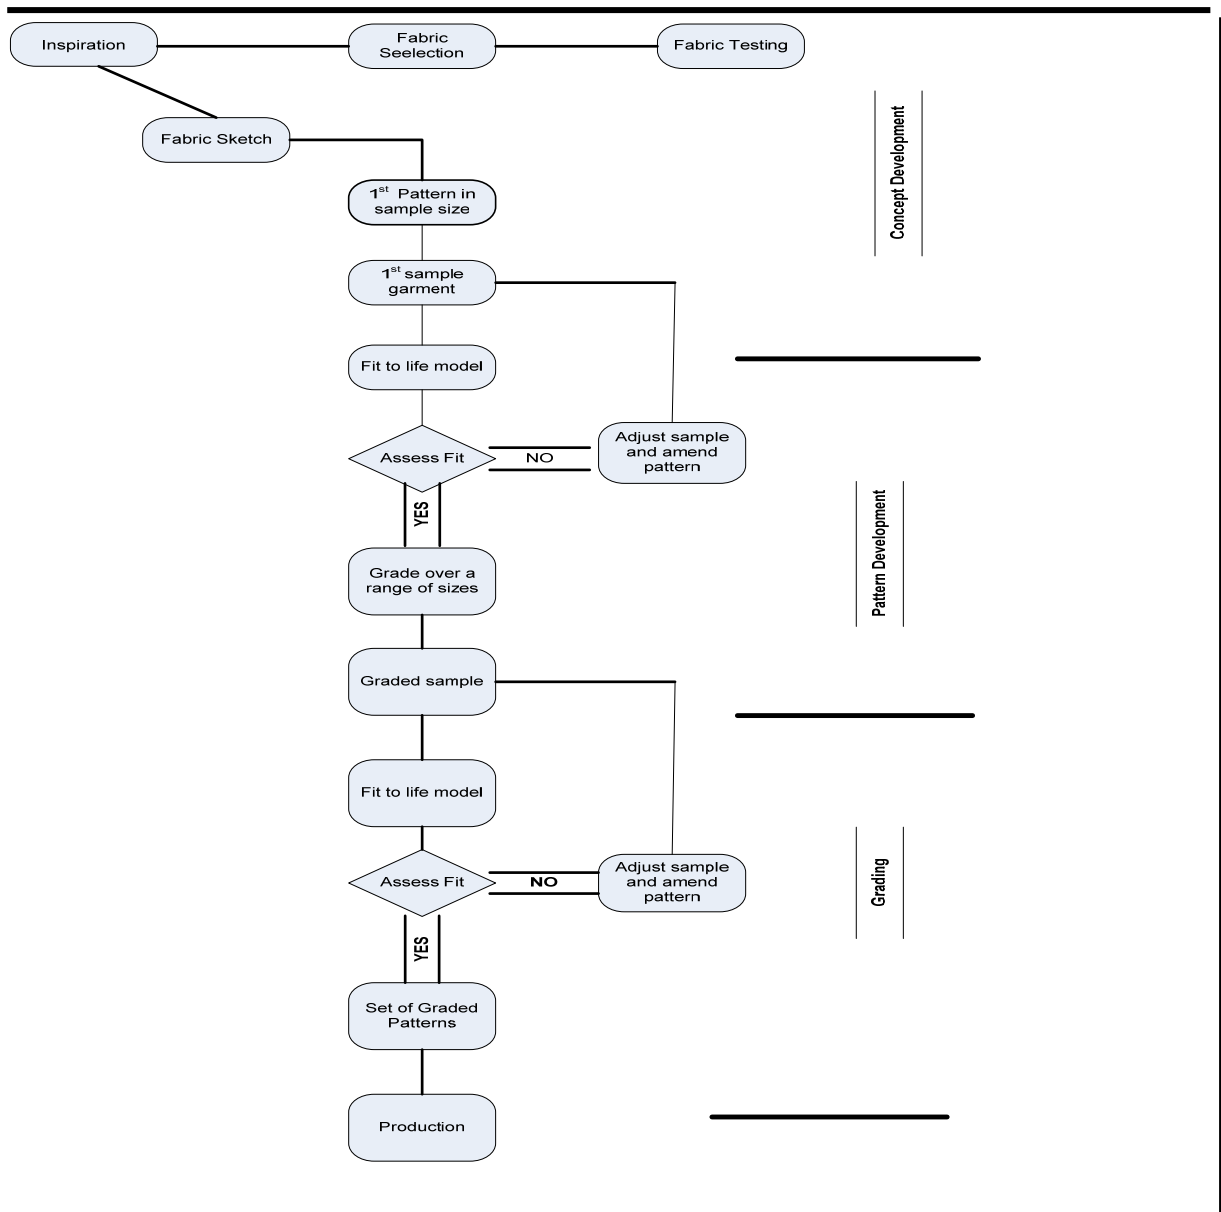 Inspiration
Fabric
Seelection
Fabric Testing
Fabric Sketch
Concept Development
1st Pattern in
sample size
1st sample
garment
Fit to life model
Assess Fit
NO
Adjust sample
and amend
pattern
YES
Pattern Development
Grade over a
range of sizes
Graded sample
Fit to life model
Assess Fit
NO
Adjust sample
and amend
pattern
Grading
YES
Set of Graded
Patterns
Production